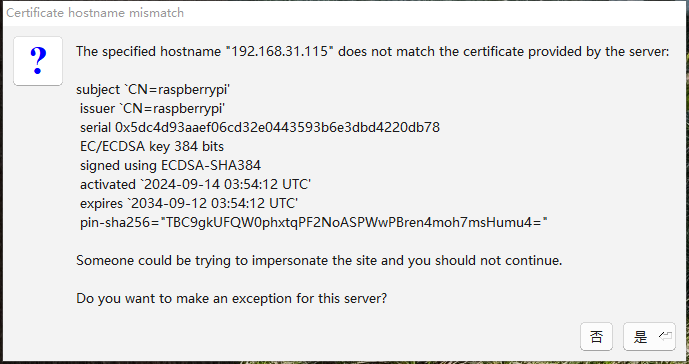 Certificate hostname mismatch
?
The specified hostname "192.168.31.115" does not match the certificate provided by the server:
subject `CN=raspberrypi'
issuer `CN=raspberrypi'
serial 0x5dc4d93aaef06cd32e0443593b6e3dbd4220db78
EC/ECDSA key 384 bits
signed using ECDSA-SHA384
activated `2024-09-14 03:54:12 UTC'
expires `2034-09-12 03:54:12 UTC'
pin-sha256="TBC9gkUFQW0phxtqPF2NoASPWwPBren4moh7msHumu4="
Someone could be trying to impersonate the site and you should not continue.
Do you want to make an exception for this server?
否
是